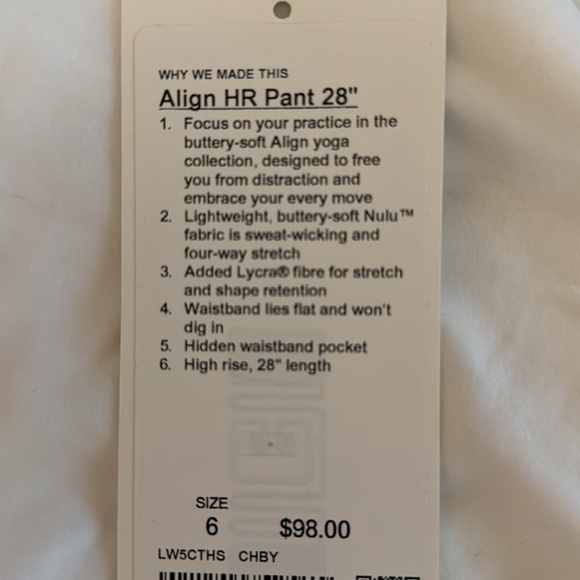 WHY WE MADE THIS
Align HR Pant 28"
1. Focus on your practice in the
buttery-soft Align yoga
collection, designed to free
you from distraction and
embrace your every move
2. Lightweight, buttery-soft Nulu™
fabric is sweat-wicking and
four-way stretch
3. Added Lycra® fibre for stretch
and shape retention
4. Waistband lies flat and won't
dig in
5. Hidden waistband pocket
6. High rise, 28" length
SIZE
6 $98.00
LW5CTHS CHBY